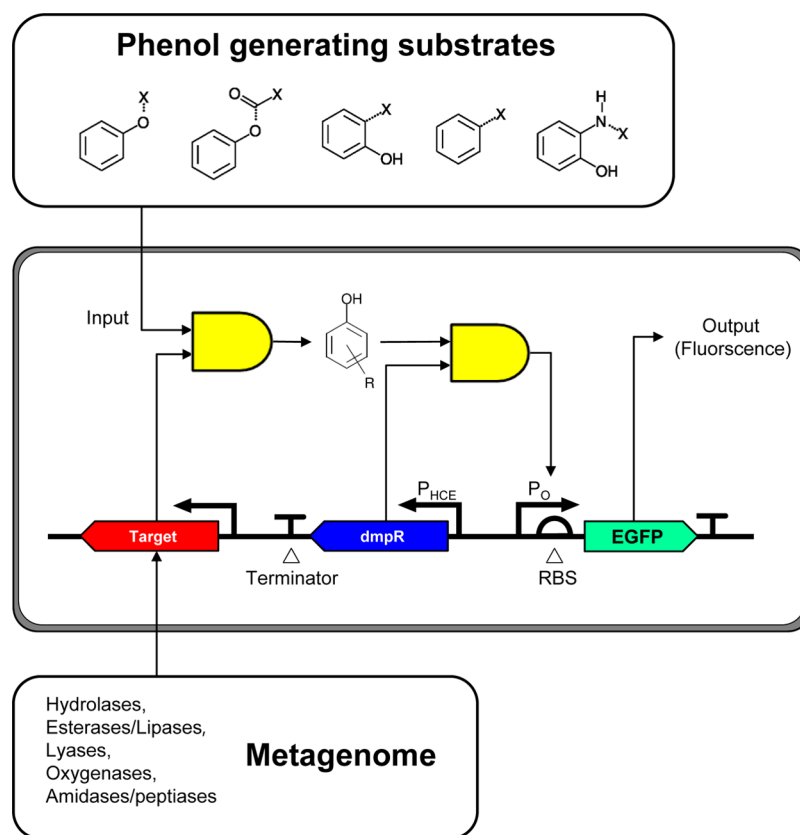 Phenol generating substrates
X
O
O
X
O
X
OH
X
H
N
X
OH
Input
OH
R
Output
(Fluorscence)
PHCE
PO
Target
dmpR
EGFP
Terminator
RBS
Hydrolases,
Esterases/Lipases,
Lyases,
Oxygenases,
Amidases/peptiases
Metagenome